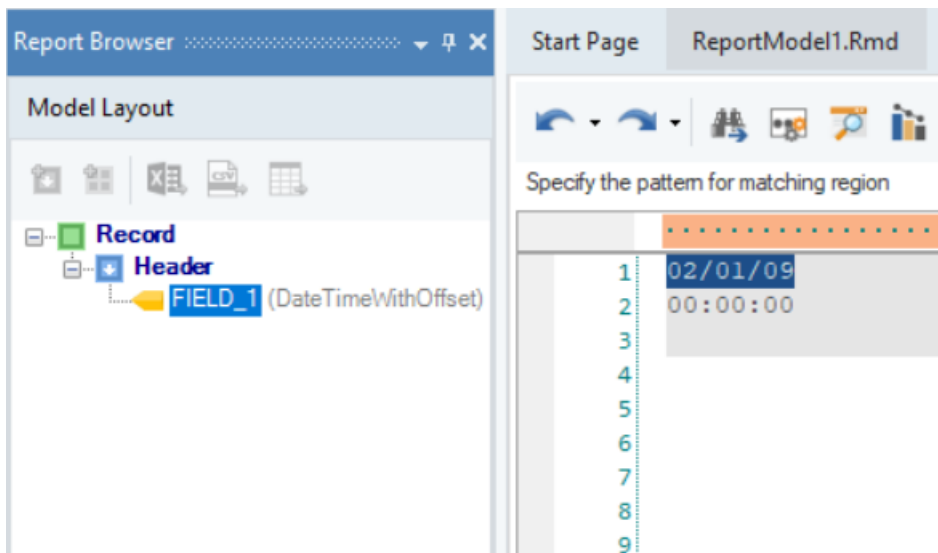 Report Browser
Model Layout
Record
Header
FIELD_1 (DateTimeWithOffset)
Start Page ReportModel1.Rmd
Specify the pattern for matching region
1 02/01/09
2 00:00:00
3
4
5
6
7
8
9